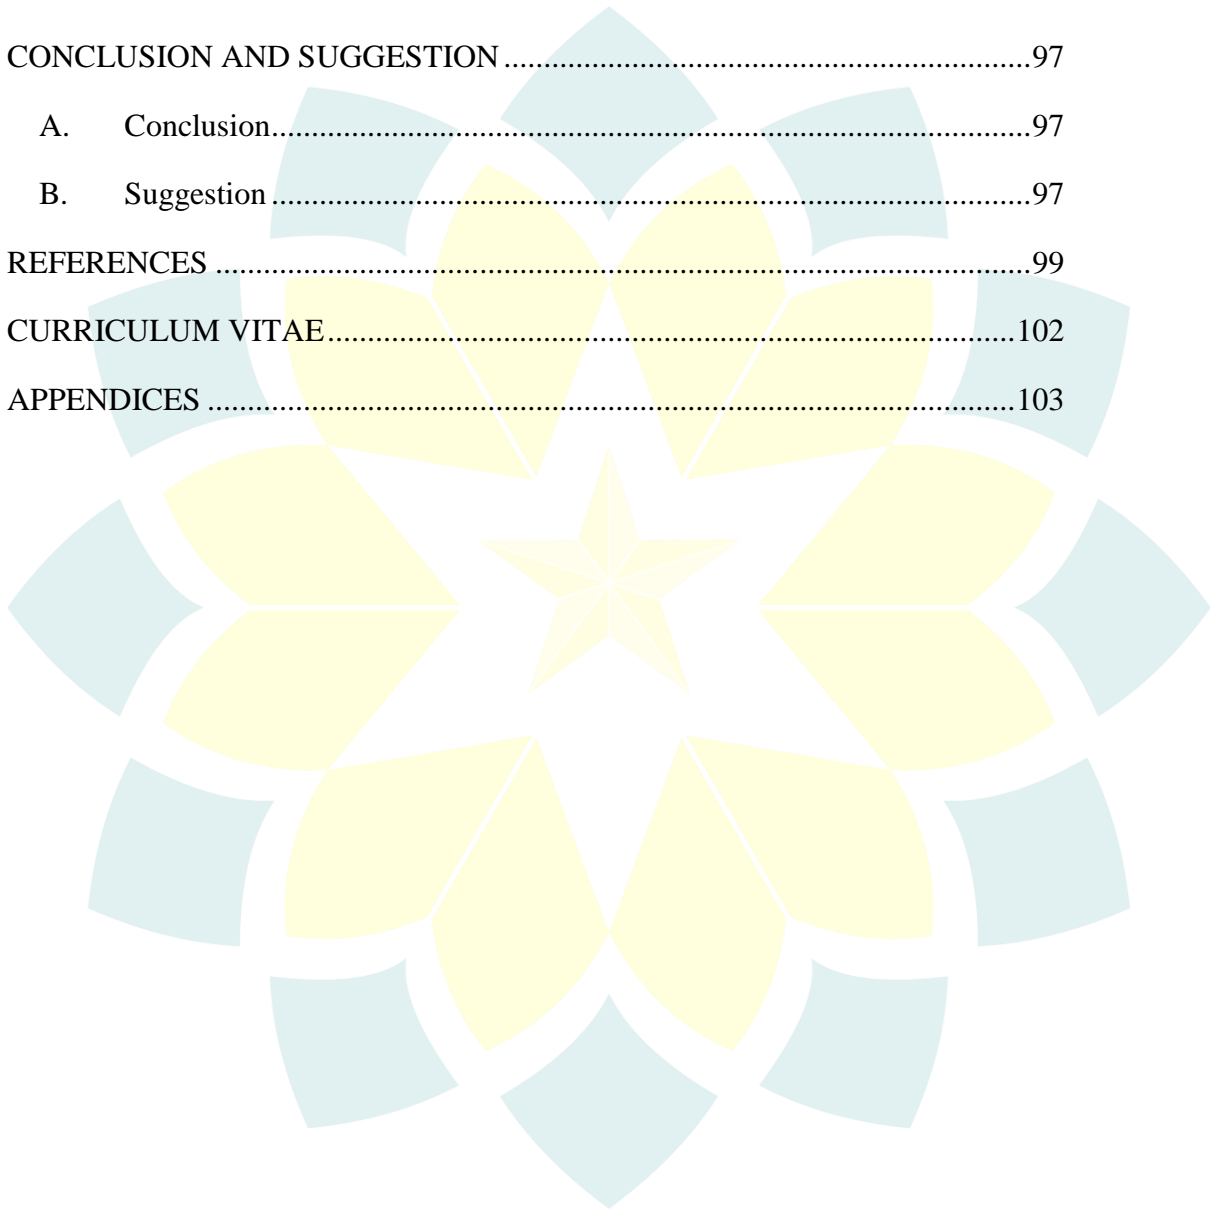 CONCLUSION AND SUGGESTION ..................................................................97
A. Conclusion...............................................................................................97
B. Suggestion ...............................................................................................97
REFERENCES ......................................................................................................99
CURRICULUM VITAE......................................................................................102
APPENDICES .....................................................................................................103